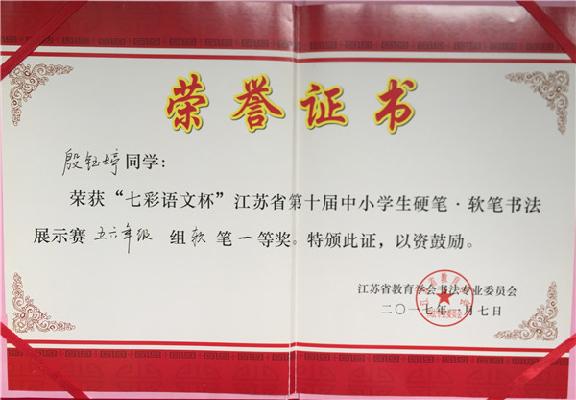 荣誉证书
殷钰婷同学：
荣获“七彩语文杯”江苏省第十届中小学生硬笔·软笔书法
展示赛 五六年级 组 软 笔 一 等奖。特颁此证，以资鼓励。
江苏省教育学会书法专业委员会
二〇一七年 月七日